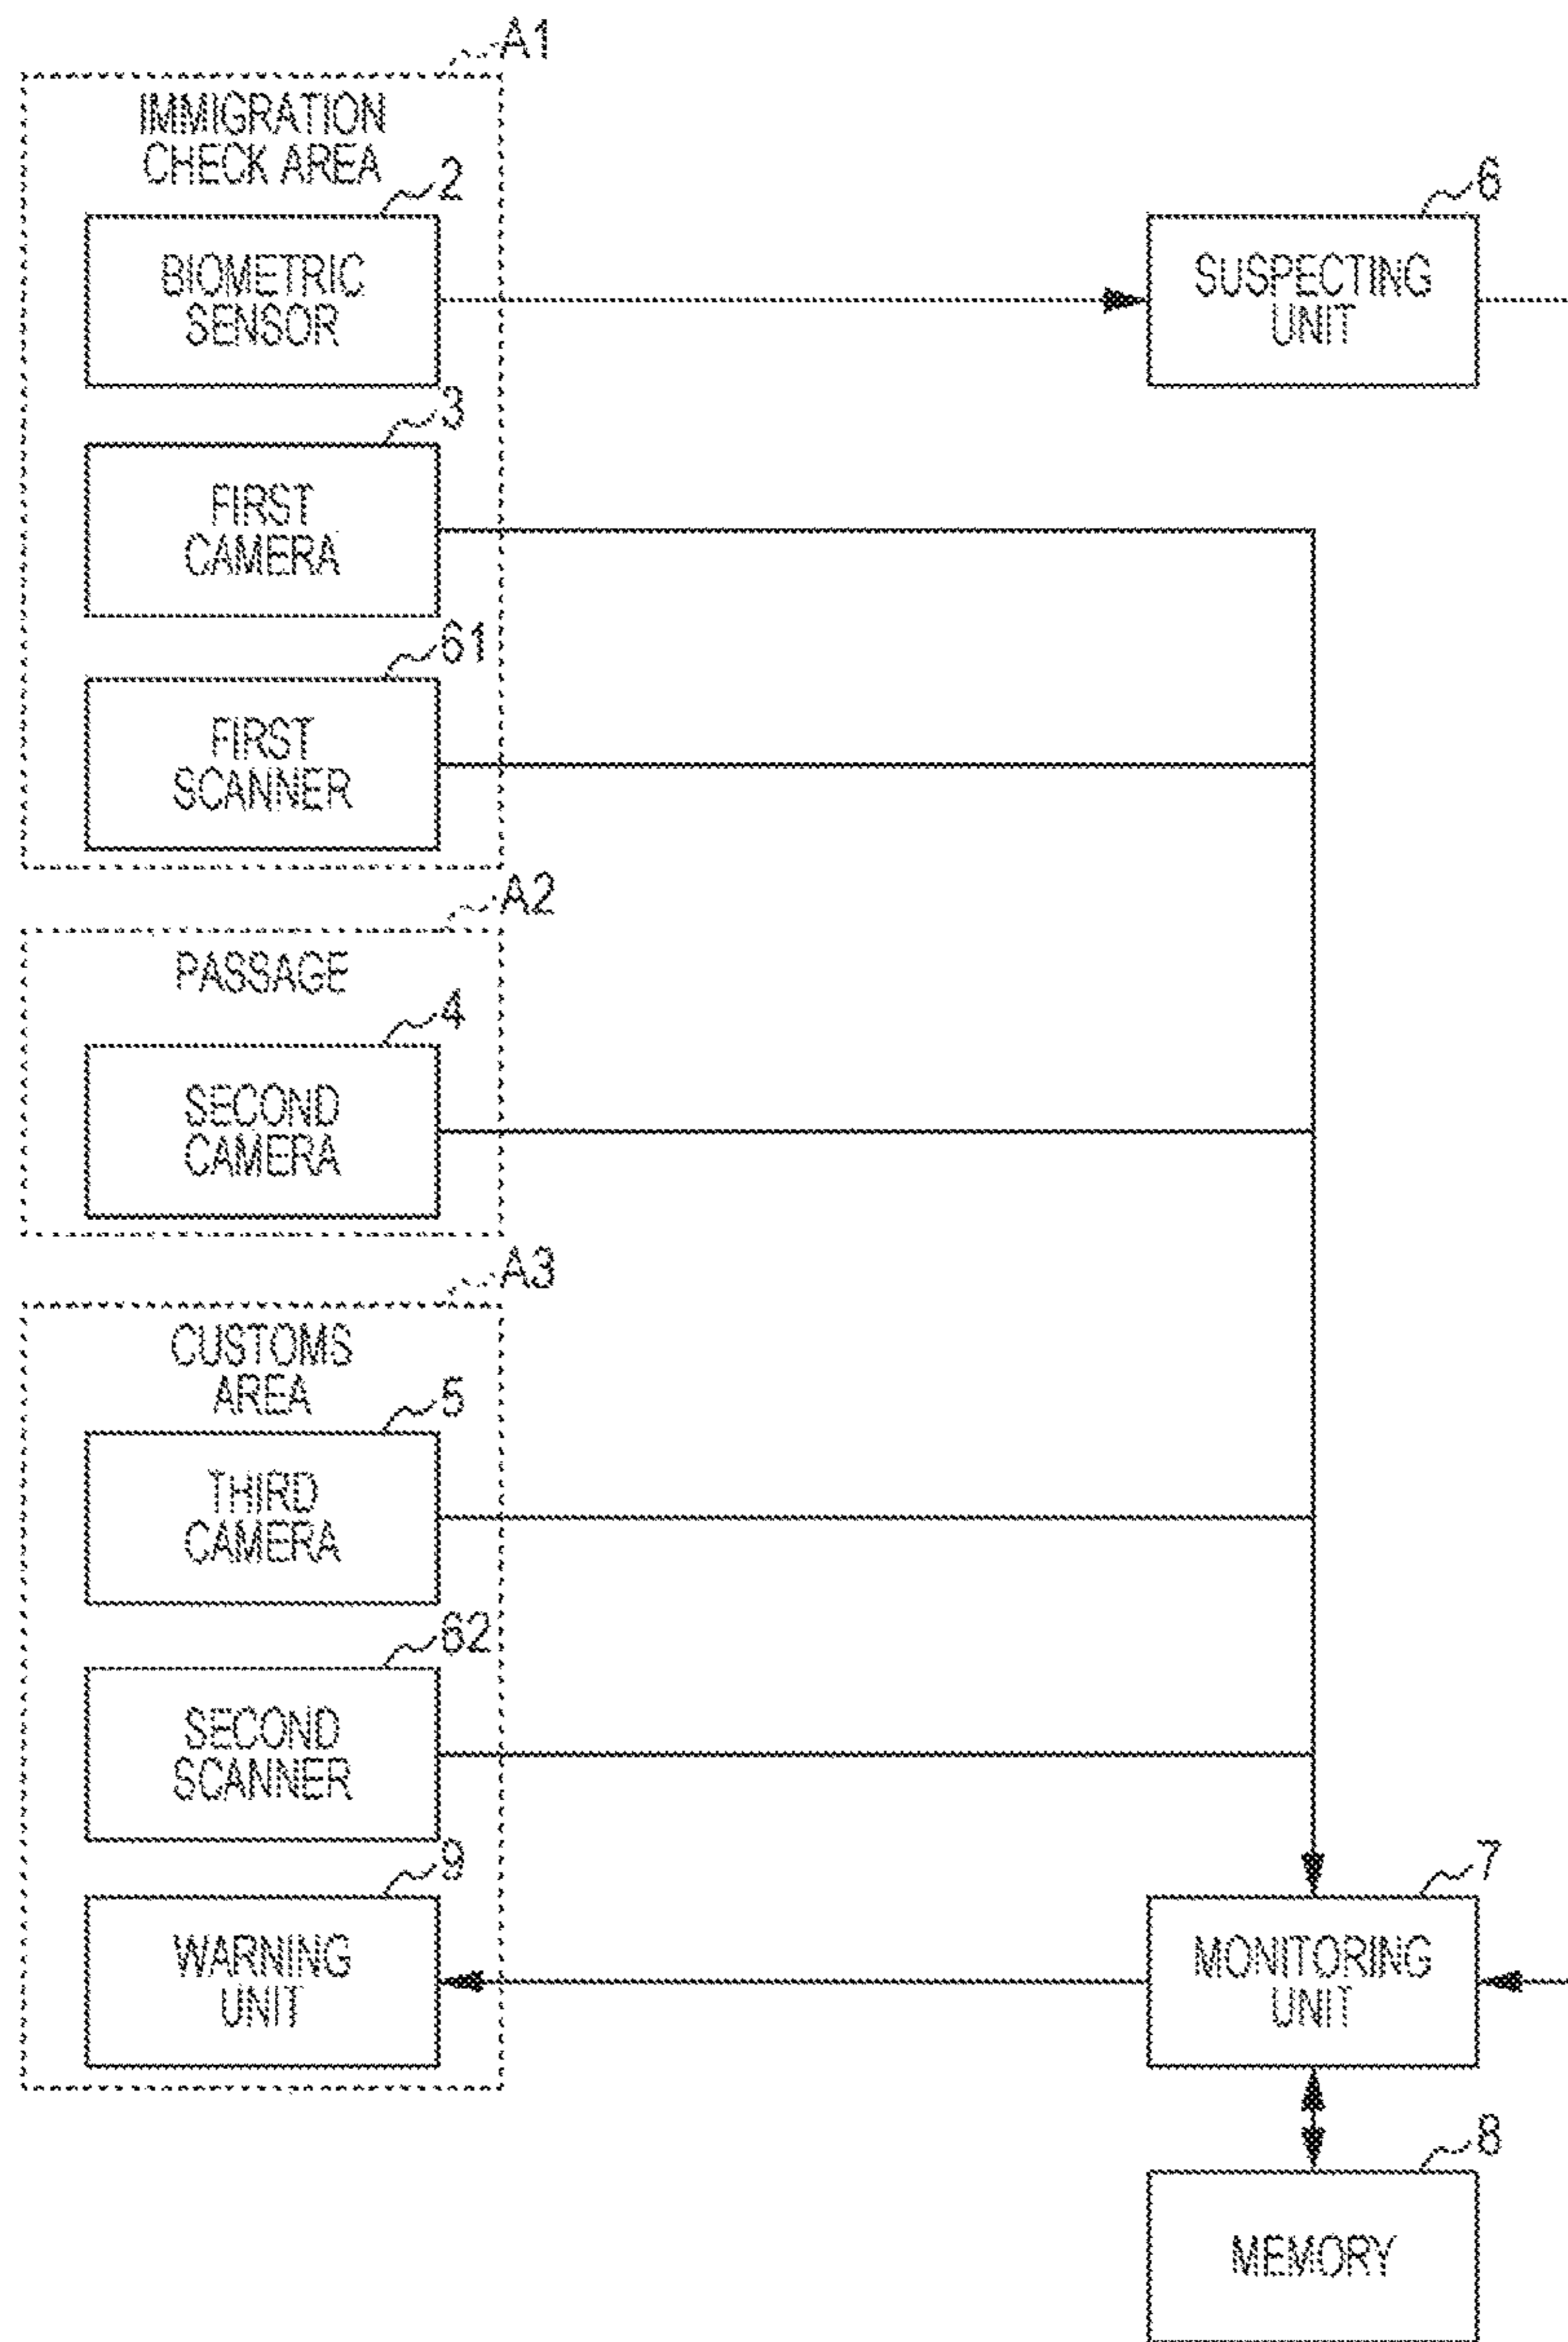 A1
IMMIGRATION
CHECK AREA
2
BIOMETRIC
SENSOR
6
SUSPECTING
UNIT
3
FIRST
CAMERA
61
FIRST
SCANNER
A2
PASSAGE
4
SECOND
CAMERA
A3
CUSTOMS
AREA
5
THIRD
CAMERA
62
SECOND
SCANNER
9
WARNING
UNIT
7
MONITORING
UNIT
8
MEMORY